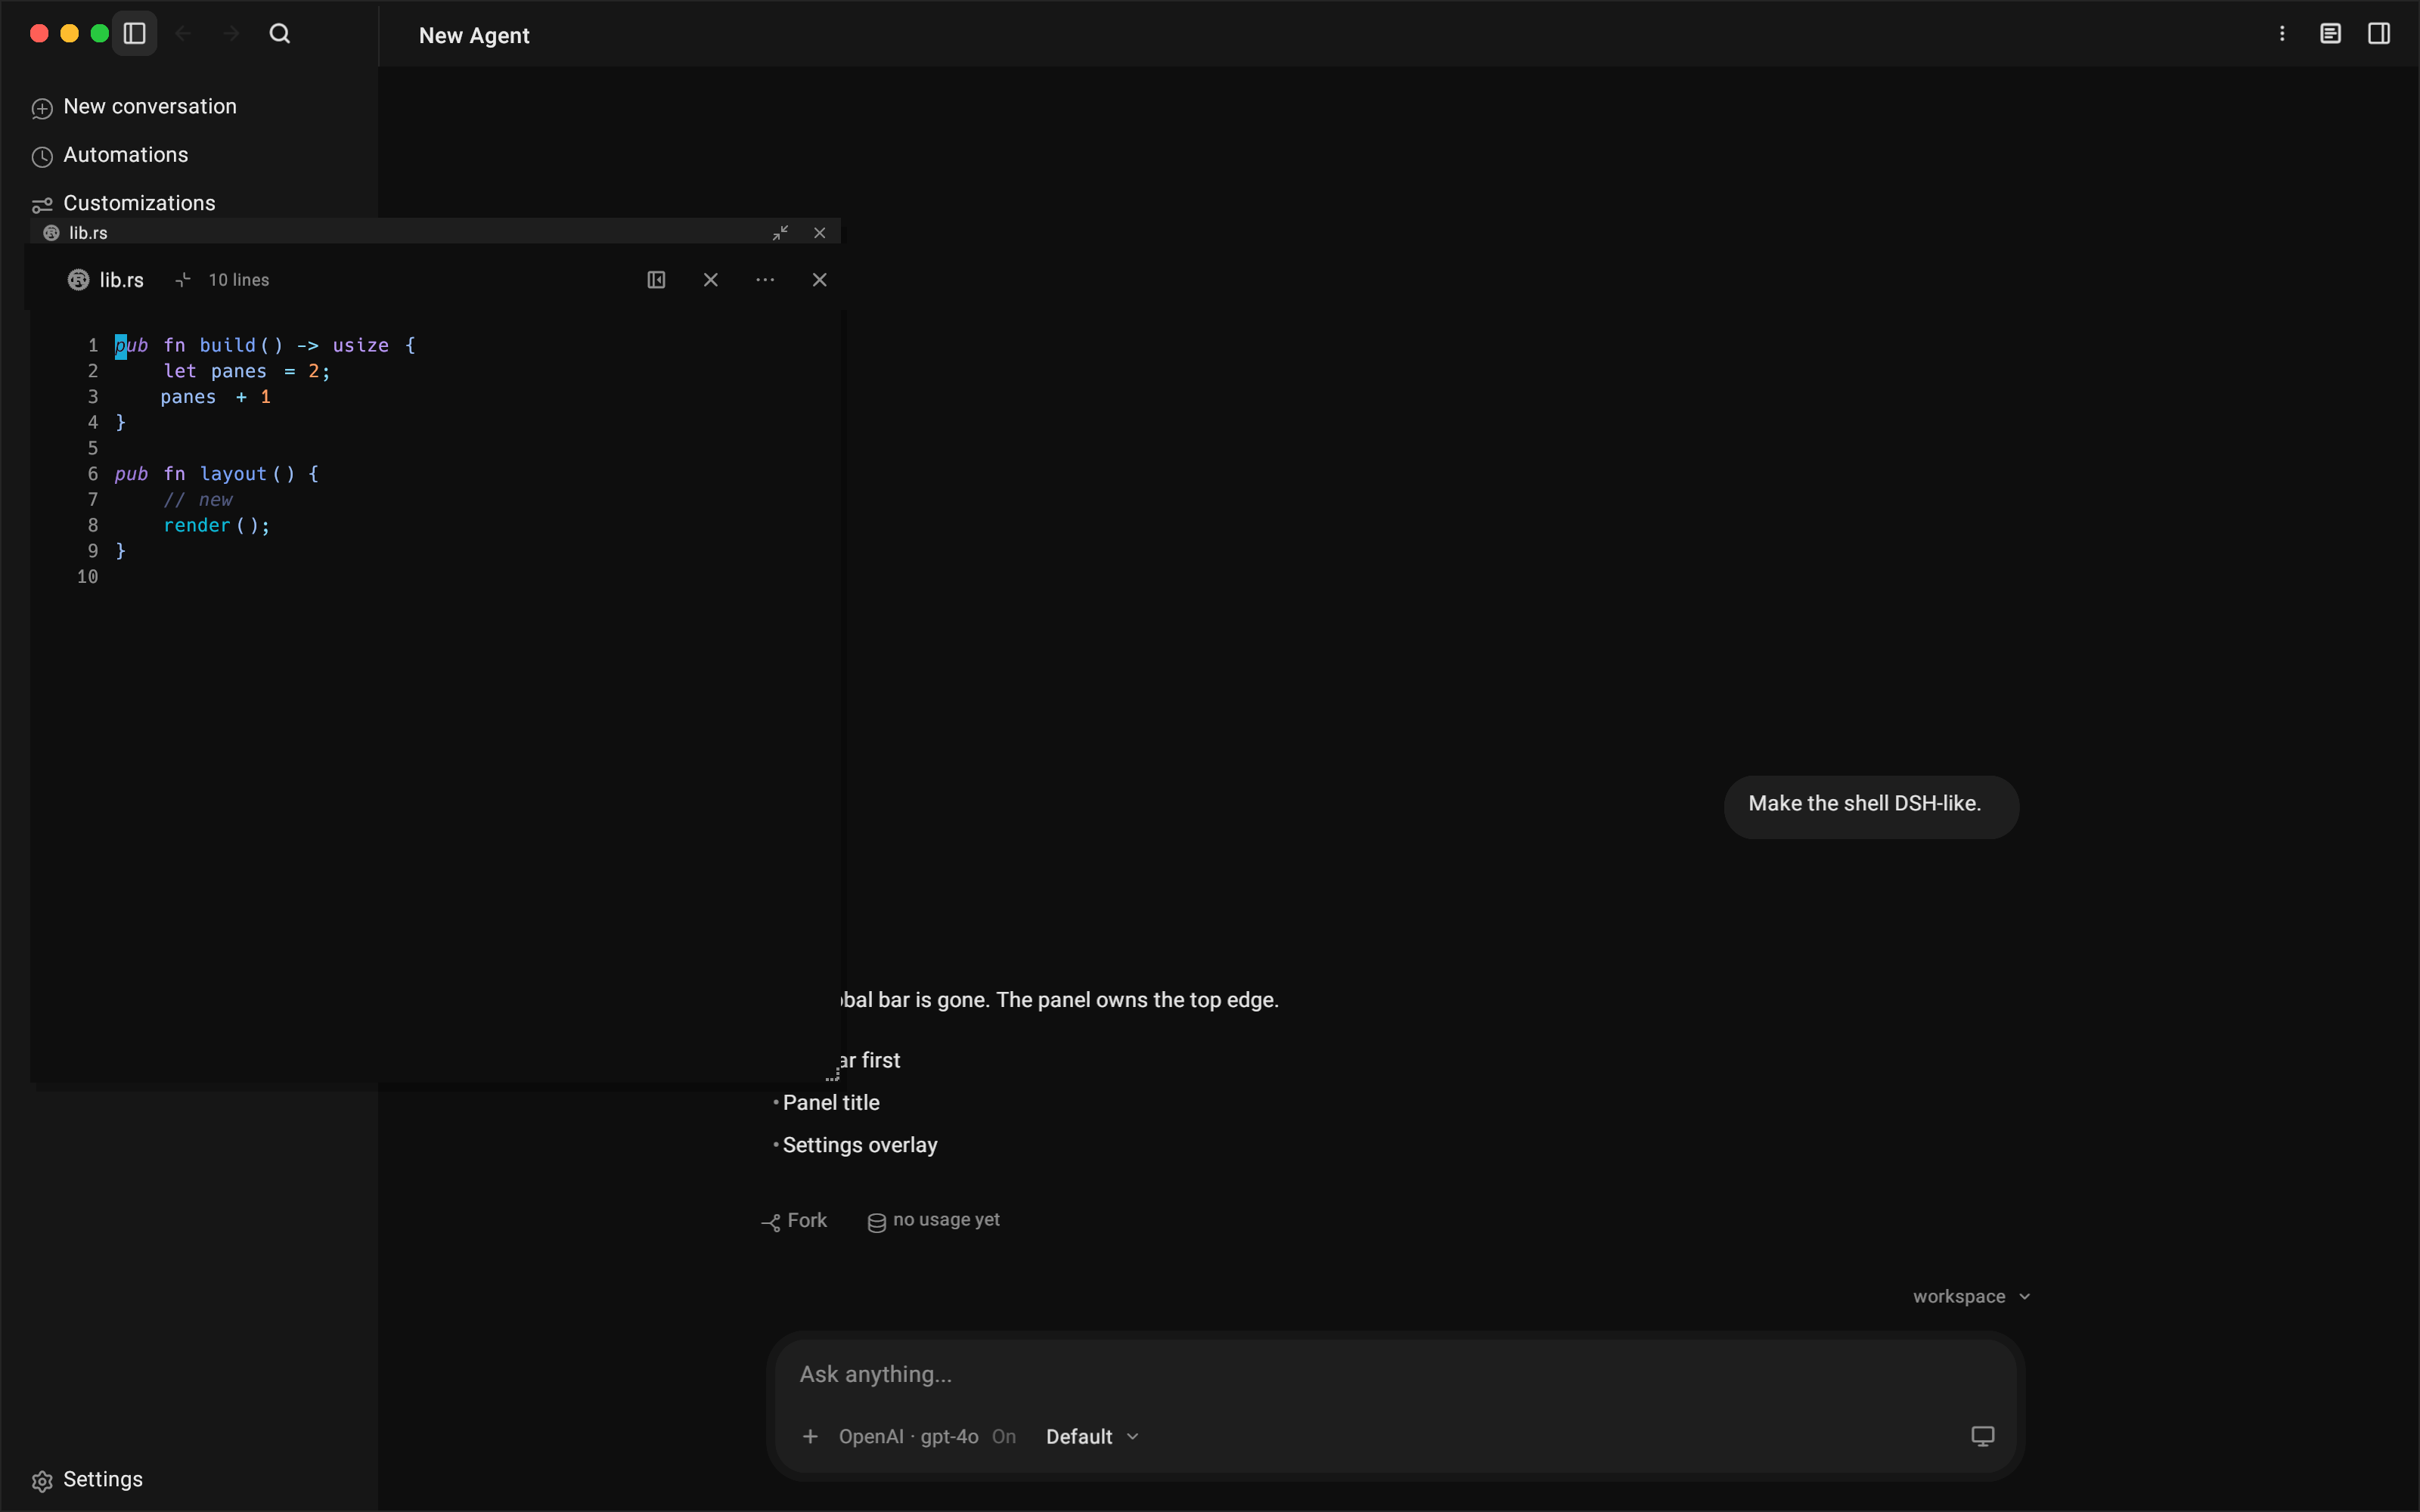 New Agent
New conversation
Automations
Customizations
lib.rs
lib.rs 10 lines
1 pub fn build() -> usize {
2 let panes = 2;
3 panes + 1
4 }
5
6 pub fn layout() {
7 // new
8 render();
9 }
10
Make the shell DSH-like.
bal bar is gone. The panel owns the top edge.
ar first
• Panel title
• Settings overlay
Fork no usage yet
workspace
Ask anything...
+ OpenAI · gpt-4o On Default
Settings